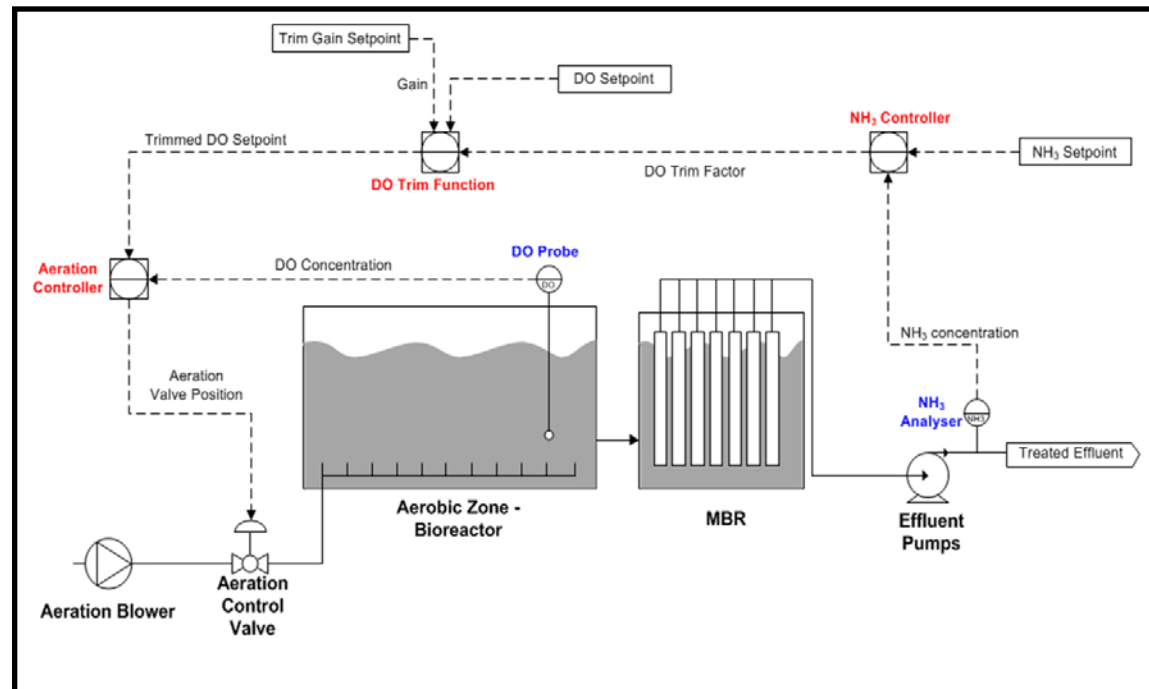 Trim Gain Setpoint
DO Setpoint
Gain
NH₃ Controller
Trimmed DO Setpoint
NH₃ Setpoint
DO Trim Factor
DO Trim Function
DO Probe
Aeration
Controller
DO Concentration
DO
NH₃ concentration
Aeration
Valve Position
NH₃
Analyser
NH3
Treated Effluent
Aerobic Zone -
Bioreactor
MBR
Effluent
Pumps
Aeration Blower
Aeration
Control
Valve